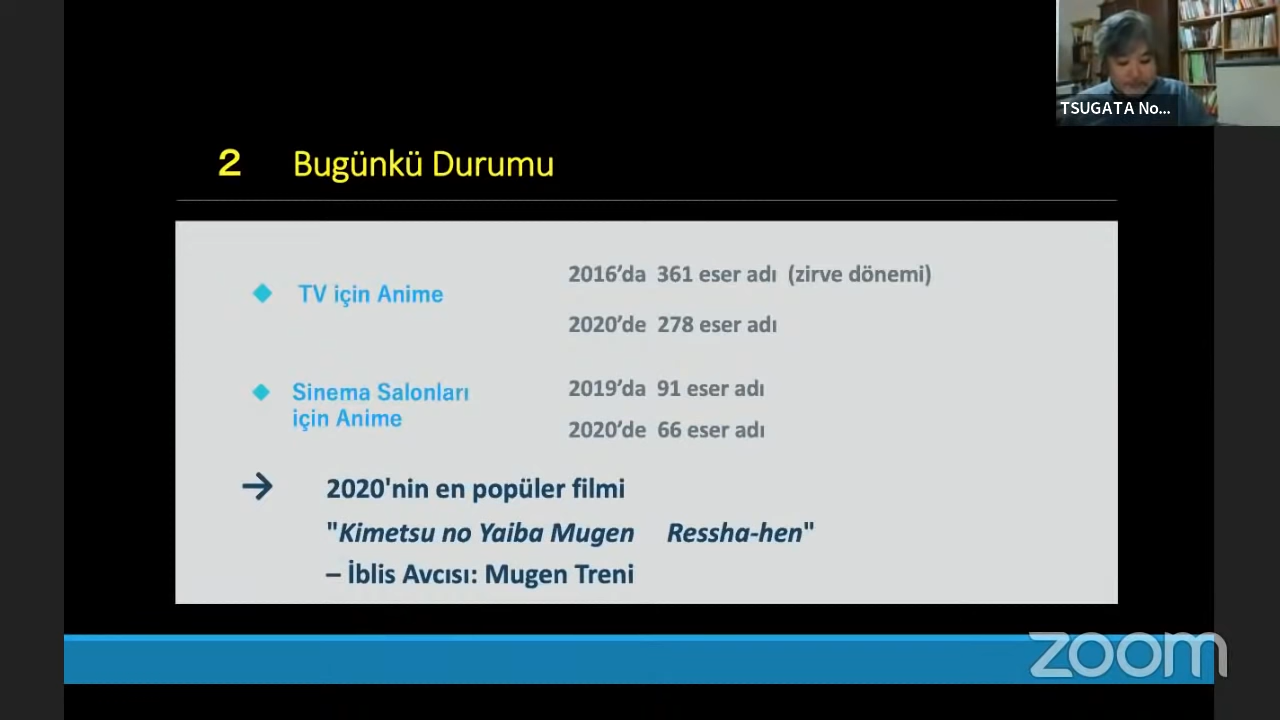 TSUGATA No...
2 Bugünkü Durumu
TV için Anime
2016’da 361 eser adı (zirve dönemi)
2020’de 278 eser adı
Sinema Salonları
için Anime
2019’da 91 eser adı
2020’de 66 eser adı
→ 2020'nin en popüler filmi
"Kimetsu no Yaiba Mugen Ressha-hen"
– İblis Avcısı: Mugen Treni
zoom